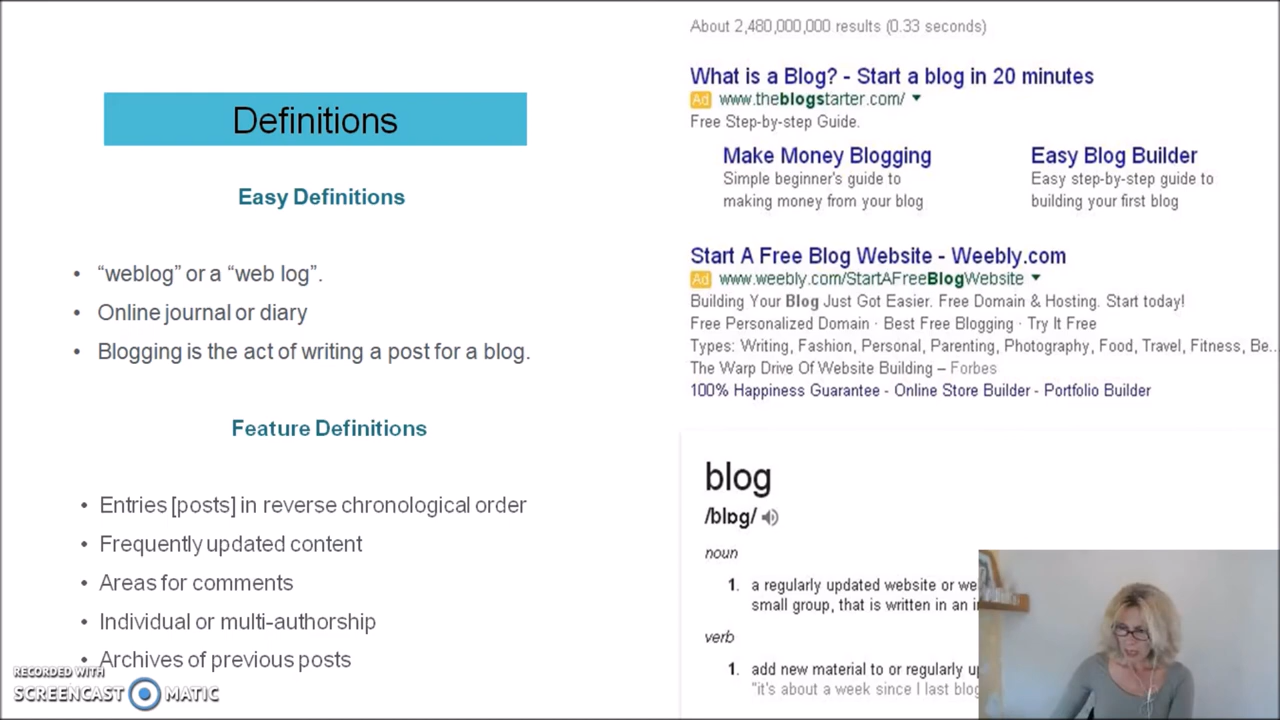 Definitions
Easy Definitions
• “weblog” or a “web log”.
• Online journal or diary
• Blogging is the act of writing a post for a blog.
Feature Definitions
• Entries [posts] in reverse chronological order
• Frequently updated content
• Areas for comments
• Individual or multi-authorship
• Archives of previous posts
RECORDED WITH
SCREENCAST MATIC
About 2,480,000,000 results (0.33 seconds)
What is a Blog? - Start a blog in 20 minutes
Ad www.theblogstarter.com/
Free Step-by-step Guide.
Make Money Blogging
Simple beginner's guide to
making money from your blog
Easy Blog Builder
Easy step-by-step guide to
building your first blog
Start A Free Blog Website - Weebly.com
Ad www.weebly.com/StartAFreeBlogWebsite
Building Your Blog Just Got Easier. Free Domain & Hosting. Start today!
Free Personalized Domain · Best Free Blogging · Try It Free
Types: Writing, Fashion, Personal, Parenting, Photography, Food, Travel, Fitness, Be...
The Warp Drive Of Website Building – Forbes
100% Happiness Guarantee - Online Store Builder - Portfolio Builder
blog
/blɒɡ/
noun
1. a regularly updated website or we
small group, that is written in an i
verb
1. add new material to or regularly u
"it's about a week since I last blog